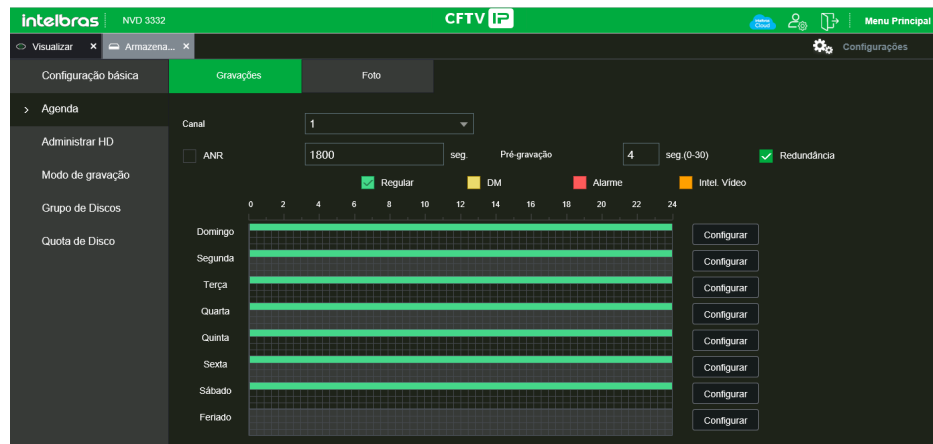 intelbras NVD 3332 CFTV IP intelbras Cloud Menu Principal
Visualizar X Armazena... X Configurações
Configuração básica Gravações Foto
> Agenda
Canal 1
Administrar HD
ANR 1800 seg. Pré-gravação 4 seg.(0-30) Redundância
Modo de gravação
Regular DM Alarme Intel. Vídeo
Grupo de Discos
0 2 4 6 8 10 12 14 16 18 20 22 24
Quota de Disco
Domingo Configurar
Segunda Configurar
Terça Configurar
Quarta Configurar
Quinta Configurar
Sexta Configurar
Sábado Configurar
Feriado Configurar